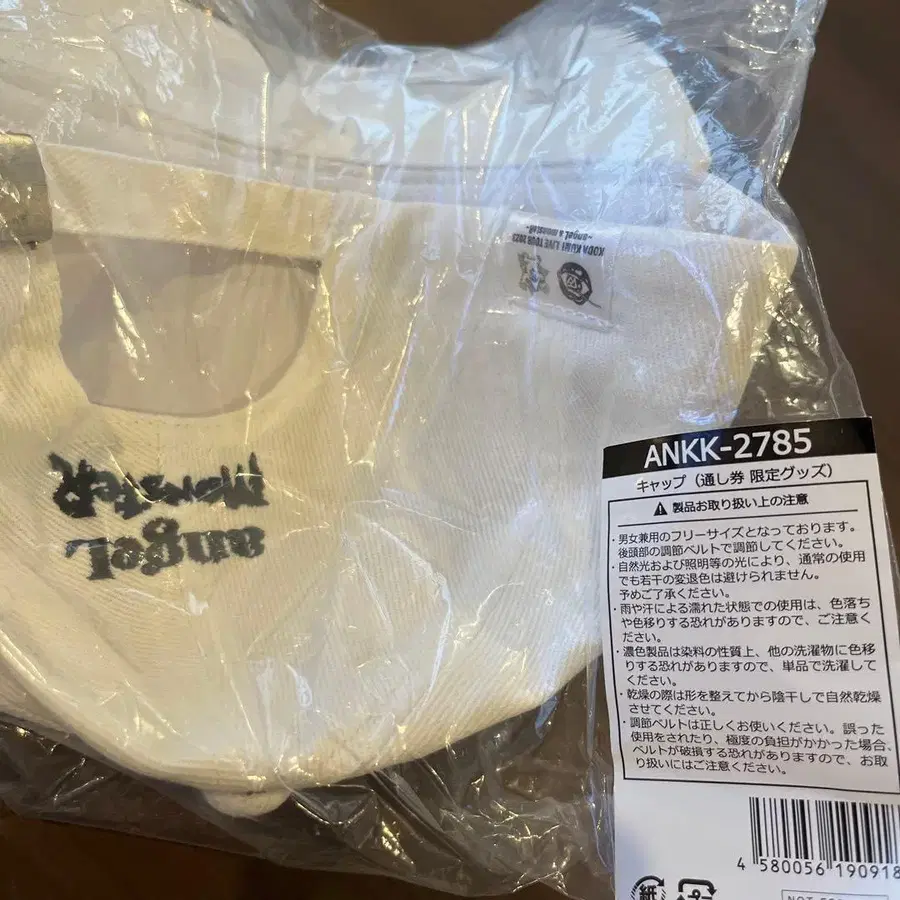 KODA KUMI LIVE TOUR 2023
~angel & monster~
angeL
MonsteR
ANKK-2785
キャップ（通し券 限定グッズ）
⚠ 製品お取り扱い上の注意
・男女兼用のフリーサイズとなっております。
後頭部の調節ベルトで調節してください。
・自然光および照明等の光により、通常の使用
でも若干の変退色は避けられません。
予めご了承ください。
・雨や汗による濡れた状態での使用は、色落ち
や色移りする恐れがありますので、ご注意く
ださい。
・濃色製品は染料の性質上、他の洗濯物に色移
りする恐れがありますので、単品で洗濯して
ください。
・乾燥の際は形を整えてから陰干しで自然乾燥
させてください。
・調節ベルトは正しくお使いください。誤った
使用をされたり、極度の負担がかかった場合、
ベルトが破損する恐れがありますので、お取
り扱いにはご注意ください。
4 580056 190918
紙
プラ